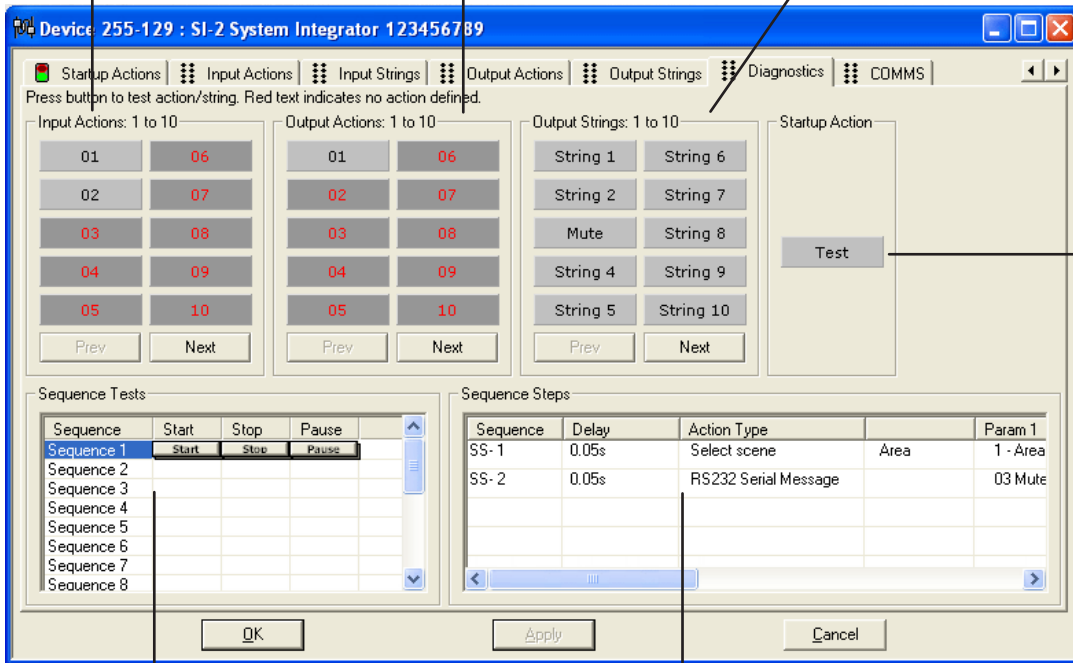 Device 255-129 : SI-2 System Integrator 123456789
Startup Actions Input Actions Input Strings Output Actions Output Strings Diagnostics COMMS
Press button to test action/string. Red text indicates no action defined.
Input Actions: 1 to 10 Output Actions: 1 to 10 Output Strings: 1 to 10 Startup Action
01 06 01 06 String 1 String 6
02 07 02 07 String 2 String 7
03 08 03 08 Mute String 8
Test
04 09 04 09 String 4 String 9
05 10 05 10 String 5 String 10
Prev Next Prev Next Prev Next
Sequence Tests Sequence Steps
Sequence Start Stop Pause
Sequence 1 Start Stop Pause
Sequence 2
Sequence 3
Sequence 4
Sequence 5
Sequence 6
Sequence 7
Sequence 8
Sequence Delay Action Type Param 1
SS- 1 0.05s Select scene Area 1 - Area
SS- 2 0.05s RS232 Serial Message 03 Mute
OK Apply Cancel